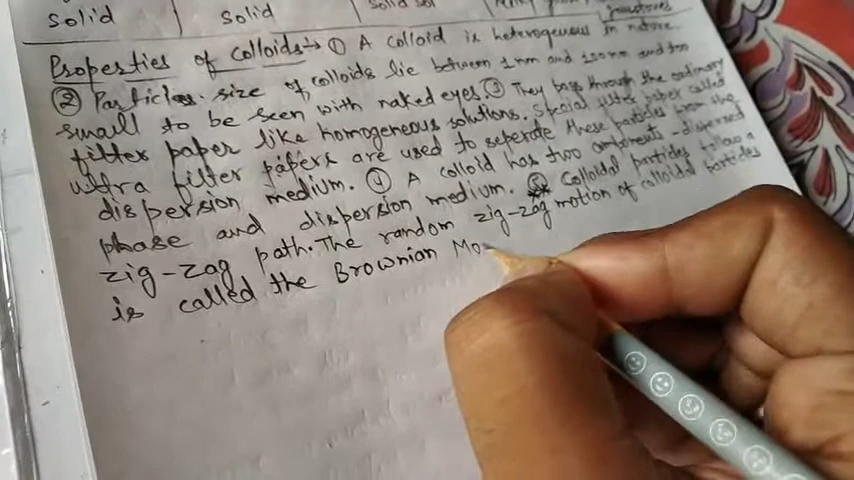 solid solid solid sol
Properties of colloids → ① A colloid is heterogenous in nature.
② Particles size of colloids lie between 1nm and 100nm and too
small to be seen with naked eyes. ③ They pass through the ordinary
filter paper like homogeneous solutions. Special filter paper called
ultra filter papers are used to seperate these particles from the
dispersion medium. ④ A colloid has two components - dispersed
phase and dispersion medium. ⑤ Colloidal particles follow a
zig-zag path. The random zig-zag motion of colloidal particles
is called the Brownian Mo